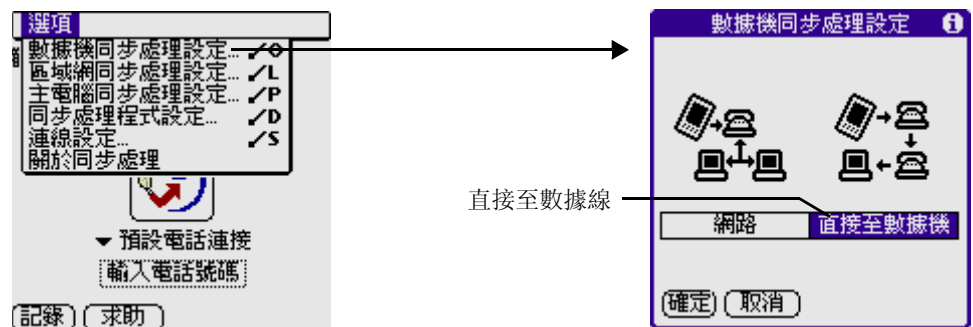 選項
數據機同步處理設定... ／O
區域網同步處理設定... ／L
主電腦同步處理設定... ／P
同步處理程式設定... ／D
連線設定... ／S
關於同步處理
預設電話連接
輸入電話號碼
記錄 求助
數據機同步處理設定 i
直接至數據線
網路 直接至數據機
確定 取消